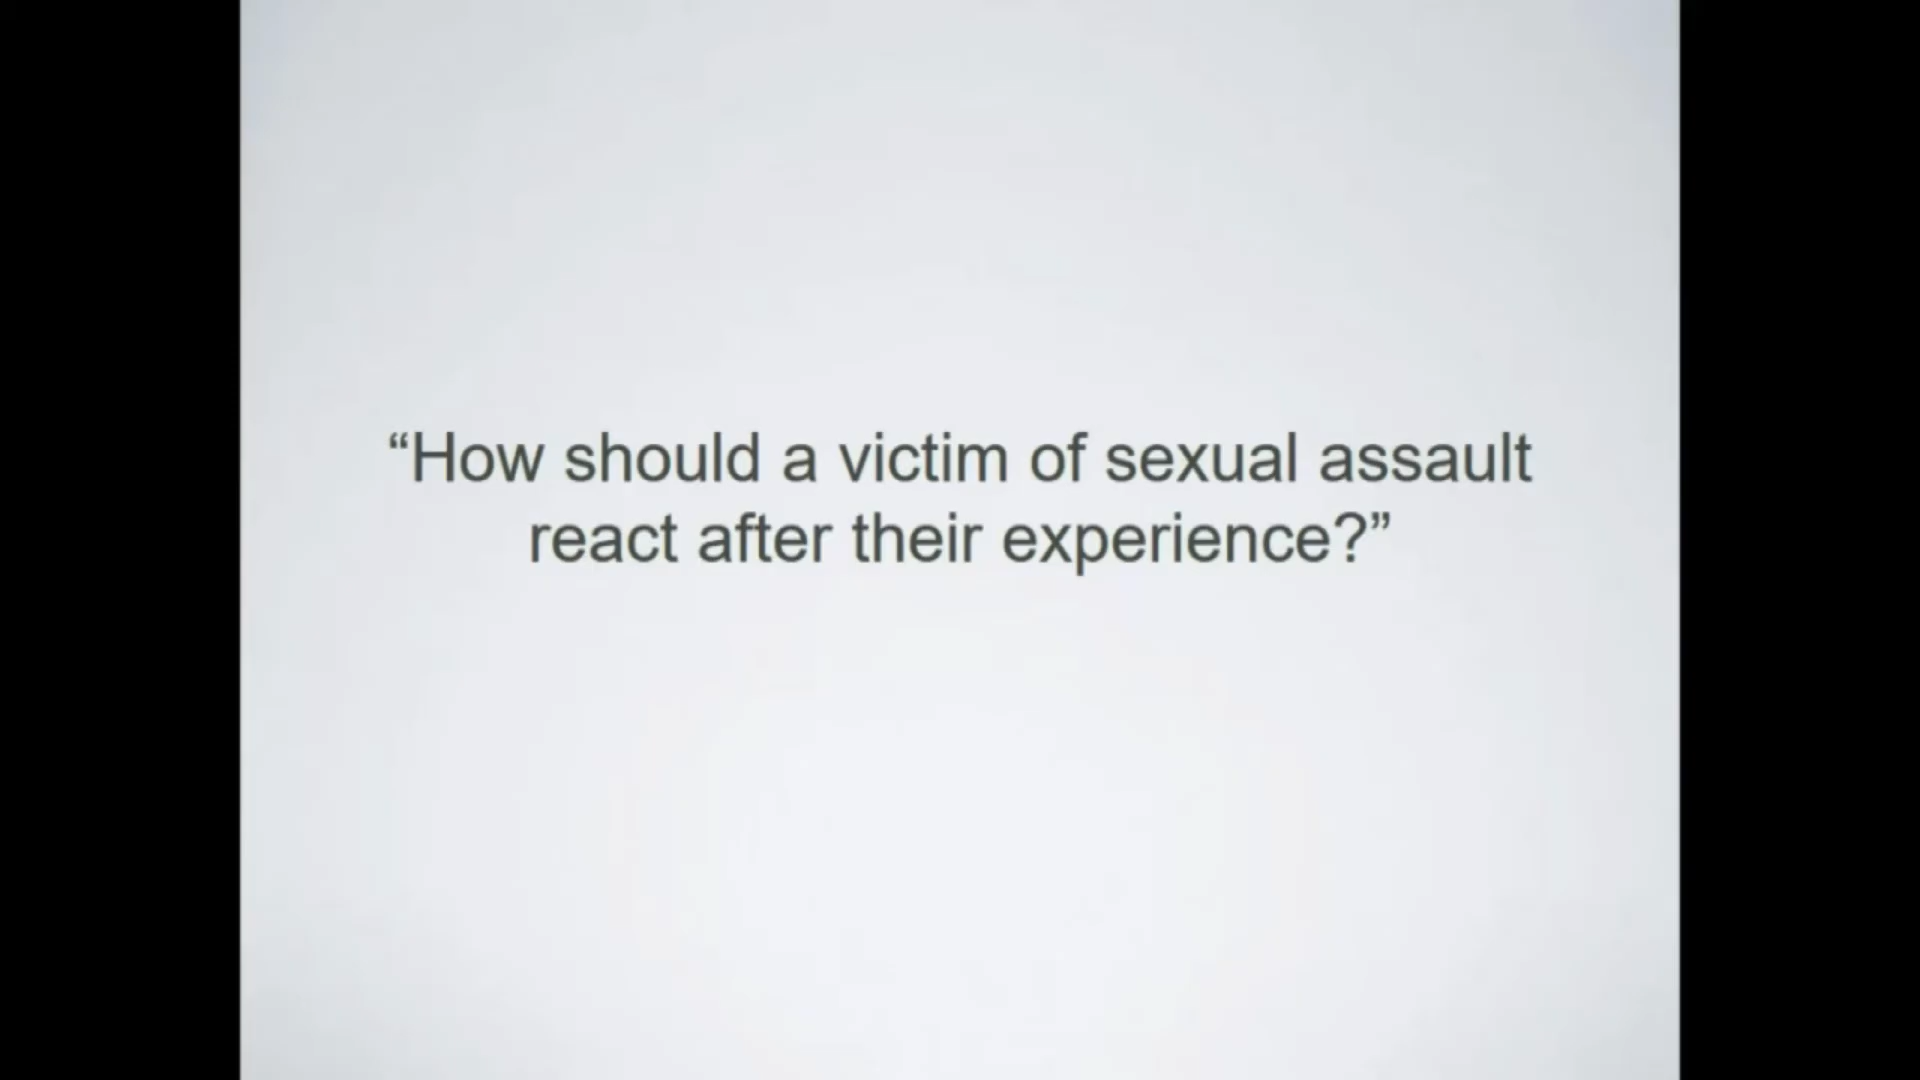 “How should a victim of sexual assault
react after their experience?”